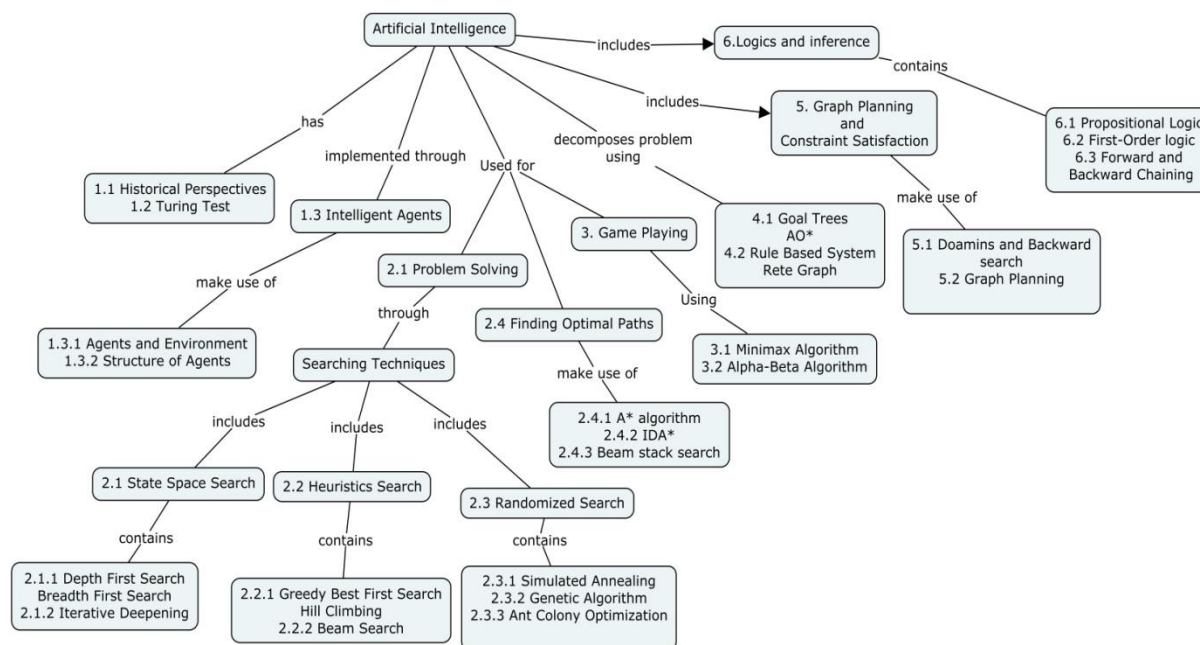 Artificial Intelligence
includes
6.Logics and inference
contains
6.1 Propositional Logic
6.2 First-Order logic
6.3 Forward and
Backward Chaining
includes
5. Graph Planning
and
Constraint Satisfaction
make use of
5.1 Doamins and Backward
search
5.2 Graph Planning
has
1.1 Historical Perspectives
1.2 Turing Test
implemented through
1.3 Intelligent Agents
make use of
1.3.1 Agents and Environment
1.3.2 Structure of Agents
Used for
2.1 Problem Solving
through
Searching Techniques
includes
2.1 State Space Search
contains
2.1.1 Depth First Search
Breadth First Search
2.1.2 Iterative Deepening
includes
2.2 Heuristics Search
contains
2.2.1 Greedy Best First Search
Hill Climbing
2.2.2 Beam Search
includes
2.3 Randomized Search
contains
2.3.1 Simulated Annealing
2.3.2 Genetic Algorithm
2.3.3 Ant Colony Optimization
2.4 Finding Optimal Paths
make use of
2.4.1 A* algorithm
2.4.2 IDA*
2.4.3 Beam stack search
3. Game Playing
Using
3.1 Minimax Algorithm
3.2 Alpha-Beta Algorithm
decomposes problem
using
4.1 Goal Trees
AO*
4.2 Rule Based System
Rete Graph